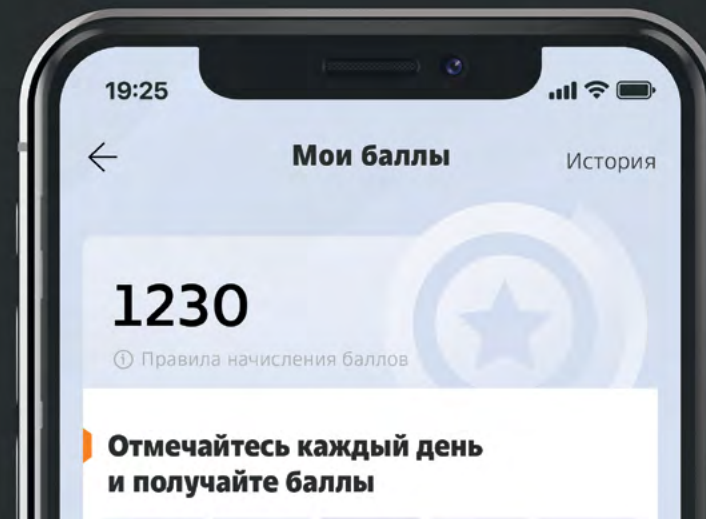 19:25
Мои баллы
История
1230
Правила начисления баллов
Отмечайтесь каждый день
и получайте баллы